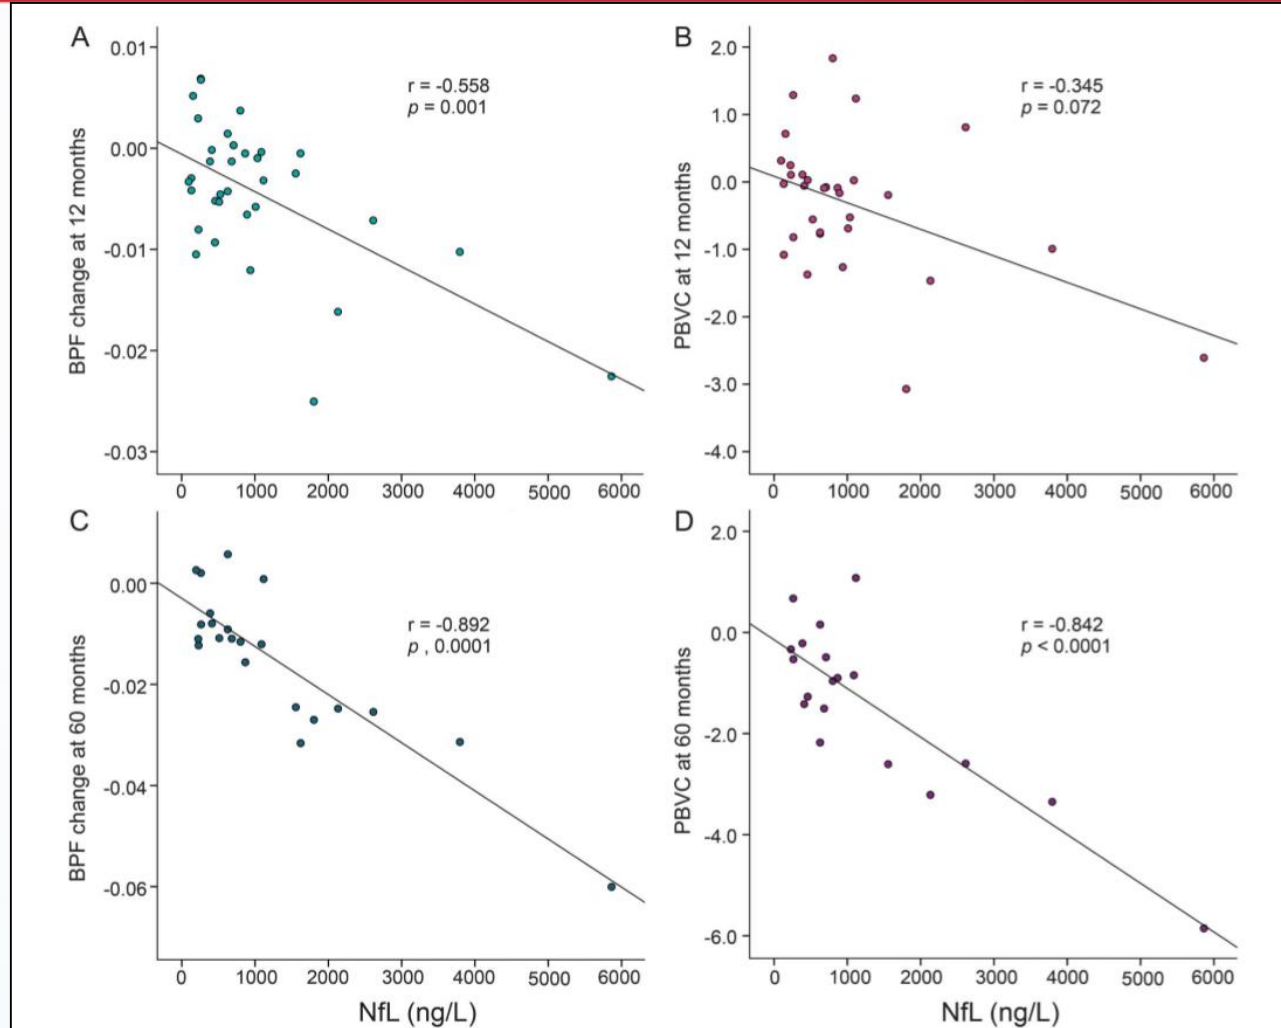 A
0.01
r = -0.558
p = 0.001
0.00
-0.01
-0.02
-0.03
BPF change at 12 months
0
1000
2000
3000
4000
5000
6000
B
2.0
r = -0.345
p = 0.072
1.0
0.0
-1.0
-2.0
-3.0
-4.0
PBVC at 12 months
0
1000
2000
3000
4000
5000
6000
C
0.00
r = -0.892
p , 0.0001
-0.02
-0.04
-0.06
BPF change at 60 months
0
1000
2000
3000
4000
5000
6000
NfL (ng/L)
D
2.0
r = -0.842
p < 0.0001
0.0
-2.0
-4.0
-6.0
PBVC at 60 months
0
1000
2000
3000
4000
5000
6000
NfL (ng/L)